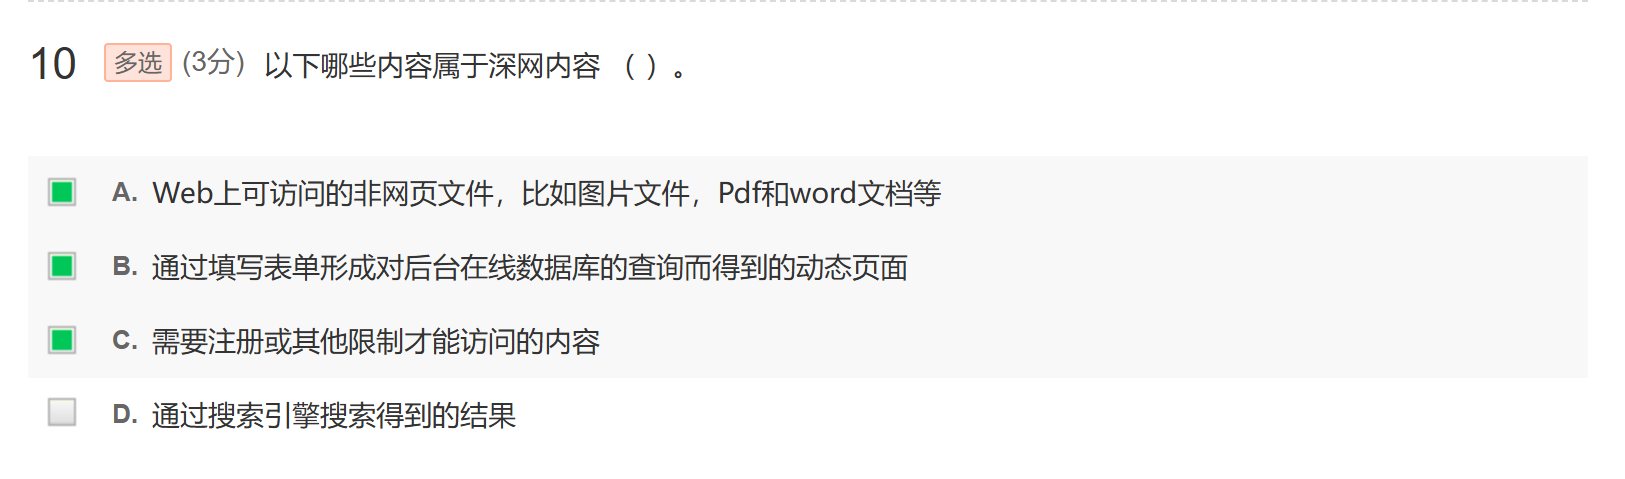 10 多选 (3分) 以下哪些内容属于深网内容 （ ）。
A. Web上可访问的非网页文件，比如图片文件，Pdf和word文档等
B. 通过填写表单形成对后台在线数据库的查询而得到的动态页面
C. 需要注册或其他限制才能访问的内容
D. 通过搜索引擎搜索得到的结果